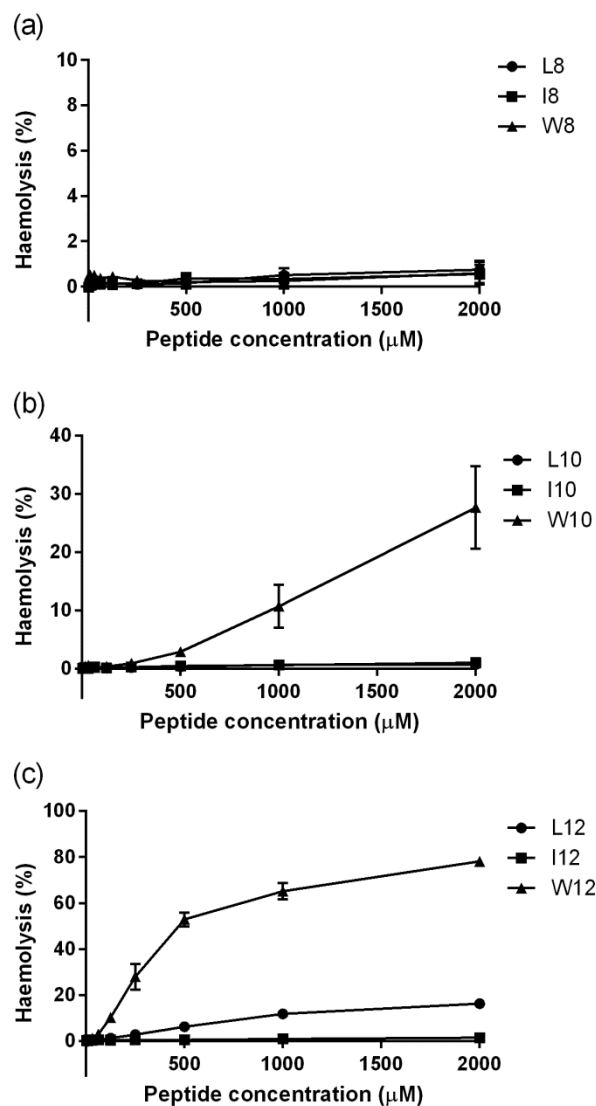 (a)
10
8
6
4
2
0
Haemolysis (%)
500
1000
1500
2000
Peptide concentration (μM)
L8
I8
W8
(b)
40
30
20
10
0
Haemolysis (%)
500
1000
1500
2000
Peptide concentration (μM)
L10
I10
W10
(c)
100
80
60
40
20
0
Haemolysis (%)
500
1000
1500
2000
Peptide concentration (μM)
L12
I12
W12